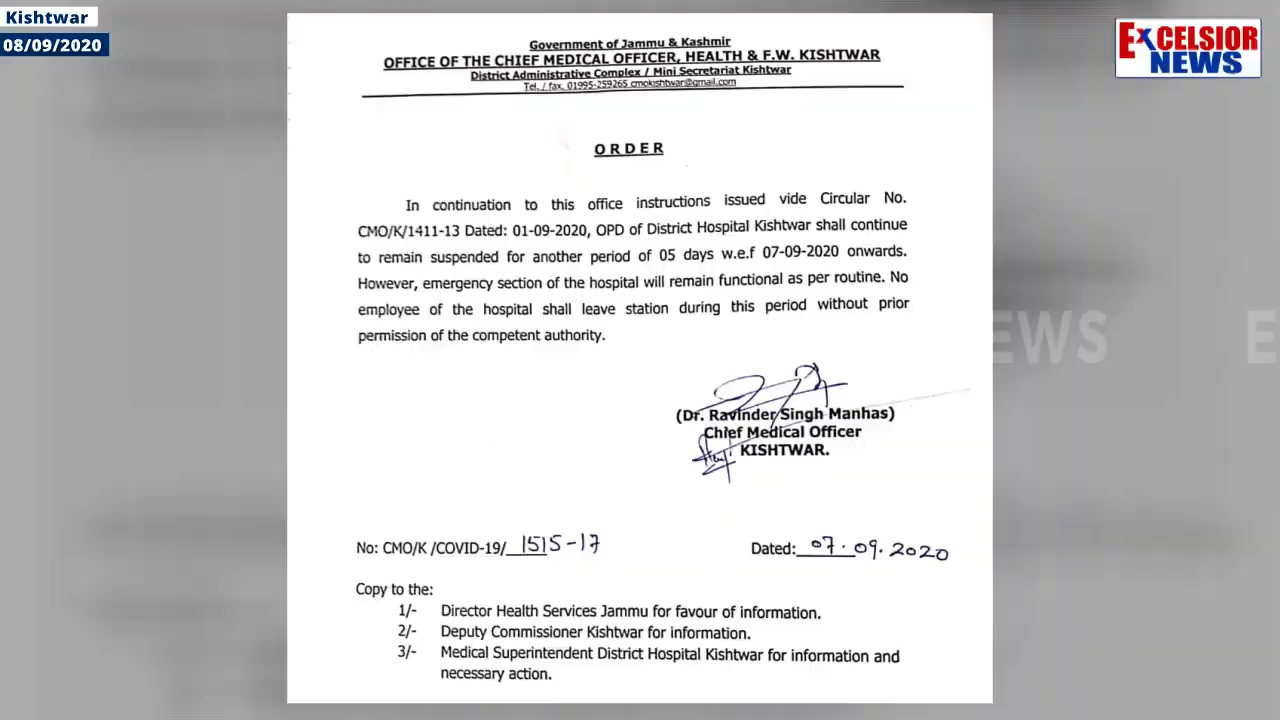 Kishtwar
08/09/2020
EXCELSIOR
NEWS
Government of Jammu & Kashmir
OFFICE OF THE CHIEF MEDICAL OFFICER, HEALTH & F.W. KISHTWAR
District Administrative Complex / Mini Secretariat Kishtwar
Tel. / fax. 01995-259265 cmokishtwar@gmail.com
ORDER
In continuation to this office instructions issued vide Circular No.
CMO/K/1411-13 Dated: 01-09-2020, OPD of District Hospital Kishtwar shall continue
to remain suspended for another period of 05 days w.e.f 07-09-2020 onwards.
However, emergency section of the hospital will remain functional as per routine. No
employee of the hospital shall leave station during this period without prior
permission of the competent authority.
(Dr. Ravinder Singh Manhas)
Chief Medical Officer
KISHTWAR.
No: CMO/K /COVID-19/ 1515-17 Dated: 07.09.2020
Copy to the:
1/- Director Health Services Jammu for favour of information.
2/- Deputy Commissioner Kishtwar for information.
3/- Medical Superintendent District Hospital Kishtwar for information and
necessary action.
EWS E